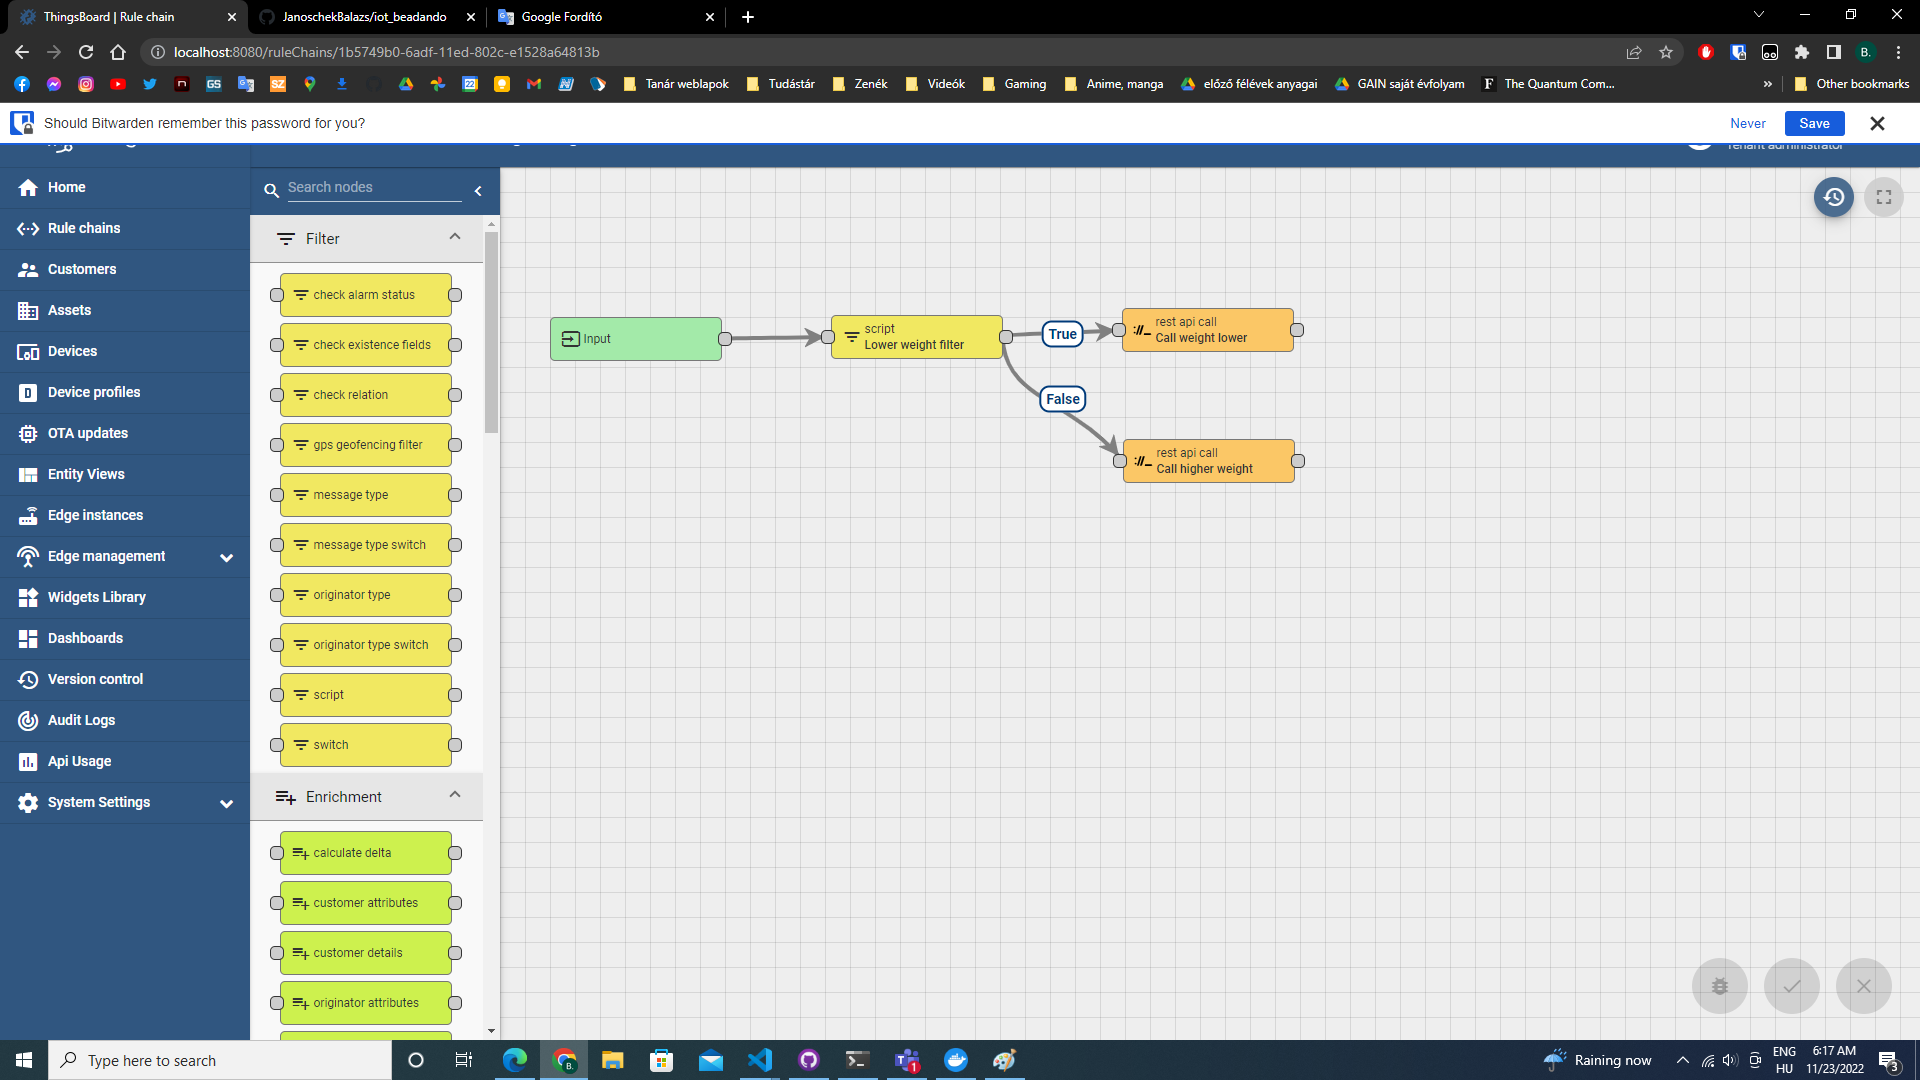 ThingsBoard | Rule chain
JanoschekBalazs/iot_beadando
Google Fordító
localhost:8080/ruleChains/1b5749b0-6adf-11ed-802c-e1528a64813b
B.
GS
SZ
22
Tanár weblapok
Tudástár
Zenék
Videók
Gaming
Anime, manga
előző félévek anyagai
GAIN saját évfolyam
F
The Quantum Com...
»
Other bookmarks
Should Bitwarden remember this password for you?
Never
Save
Tenant administrator
Home
Rule chains
Customers
Assets
Devices
Device profiles
OTA updates
Entity Views
Edge instances
Edge management
Widgets Library
Dashboards
Version control
Audit Logs
Api Usage
System Settings
Search nodes
Filter
check alarm status
check existence fields
check relation
gps geofencing filter
message type
message type switch
originator type
originator type switch
script
switch
Enrichment
calculate delta
customer attributes
customer details
originator attributes
Input
script
Lower weight filter
True
False
rest api call
Call weight lower
rest api call
Call higher weight
Type here to search
B.
1
Raining now
ENG
HU
6:17 AM
11/23/2022
3